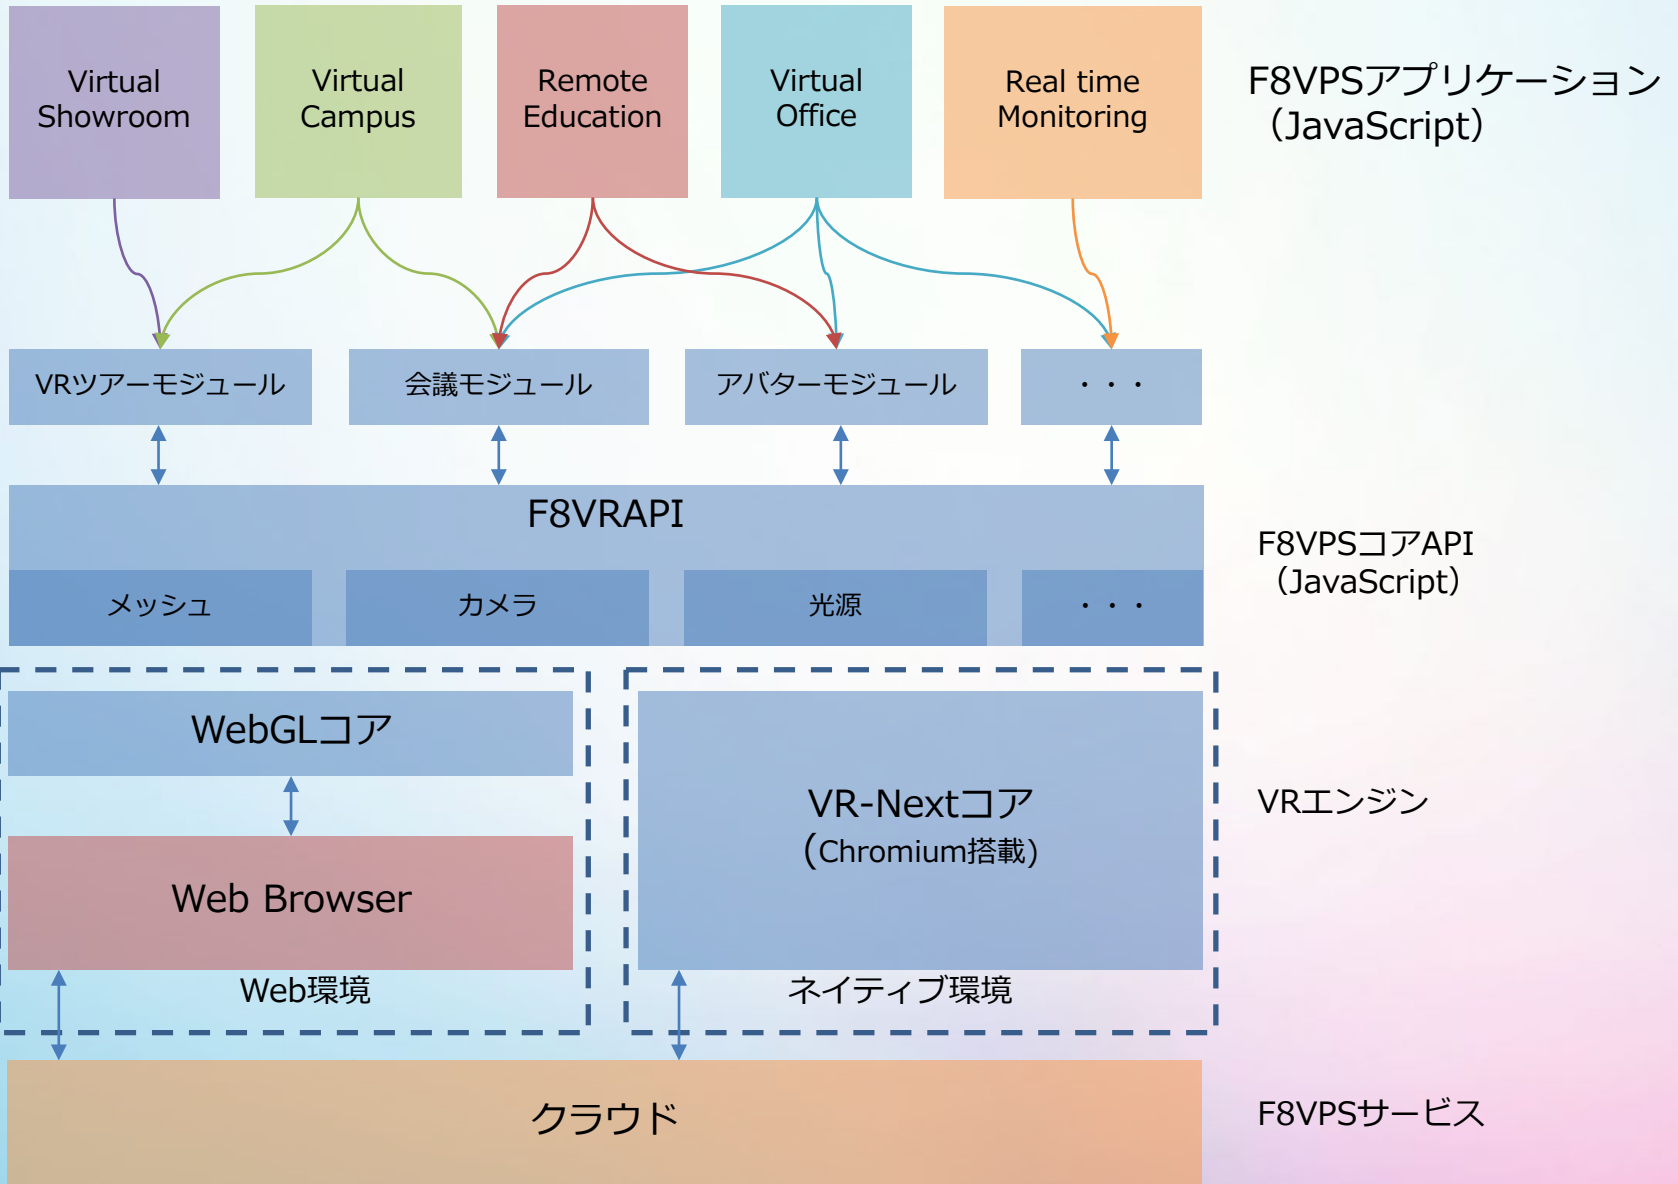 Virtual
Showroom
Virtual
Campus
Remote
Education
Virtual
Office
Real time
Monitoring
F8VPSアプリケーション
（JavaScript）
VRツアーモジュール
会議モジュール
アバターモジュール
・・・
F8VRAPI
メッシュ
カメラ
光源
・・・
F8VPSコアAPI
（JavaScript）
WebGLコア
Web Browser
Web環境
VR-Nextコア
(Chromium搭載)
ネイティブ環境
VRエンジン
クラウド
F8VPSサービス